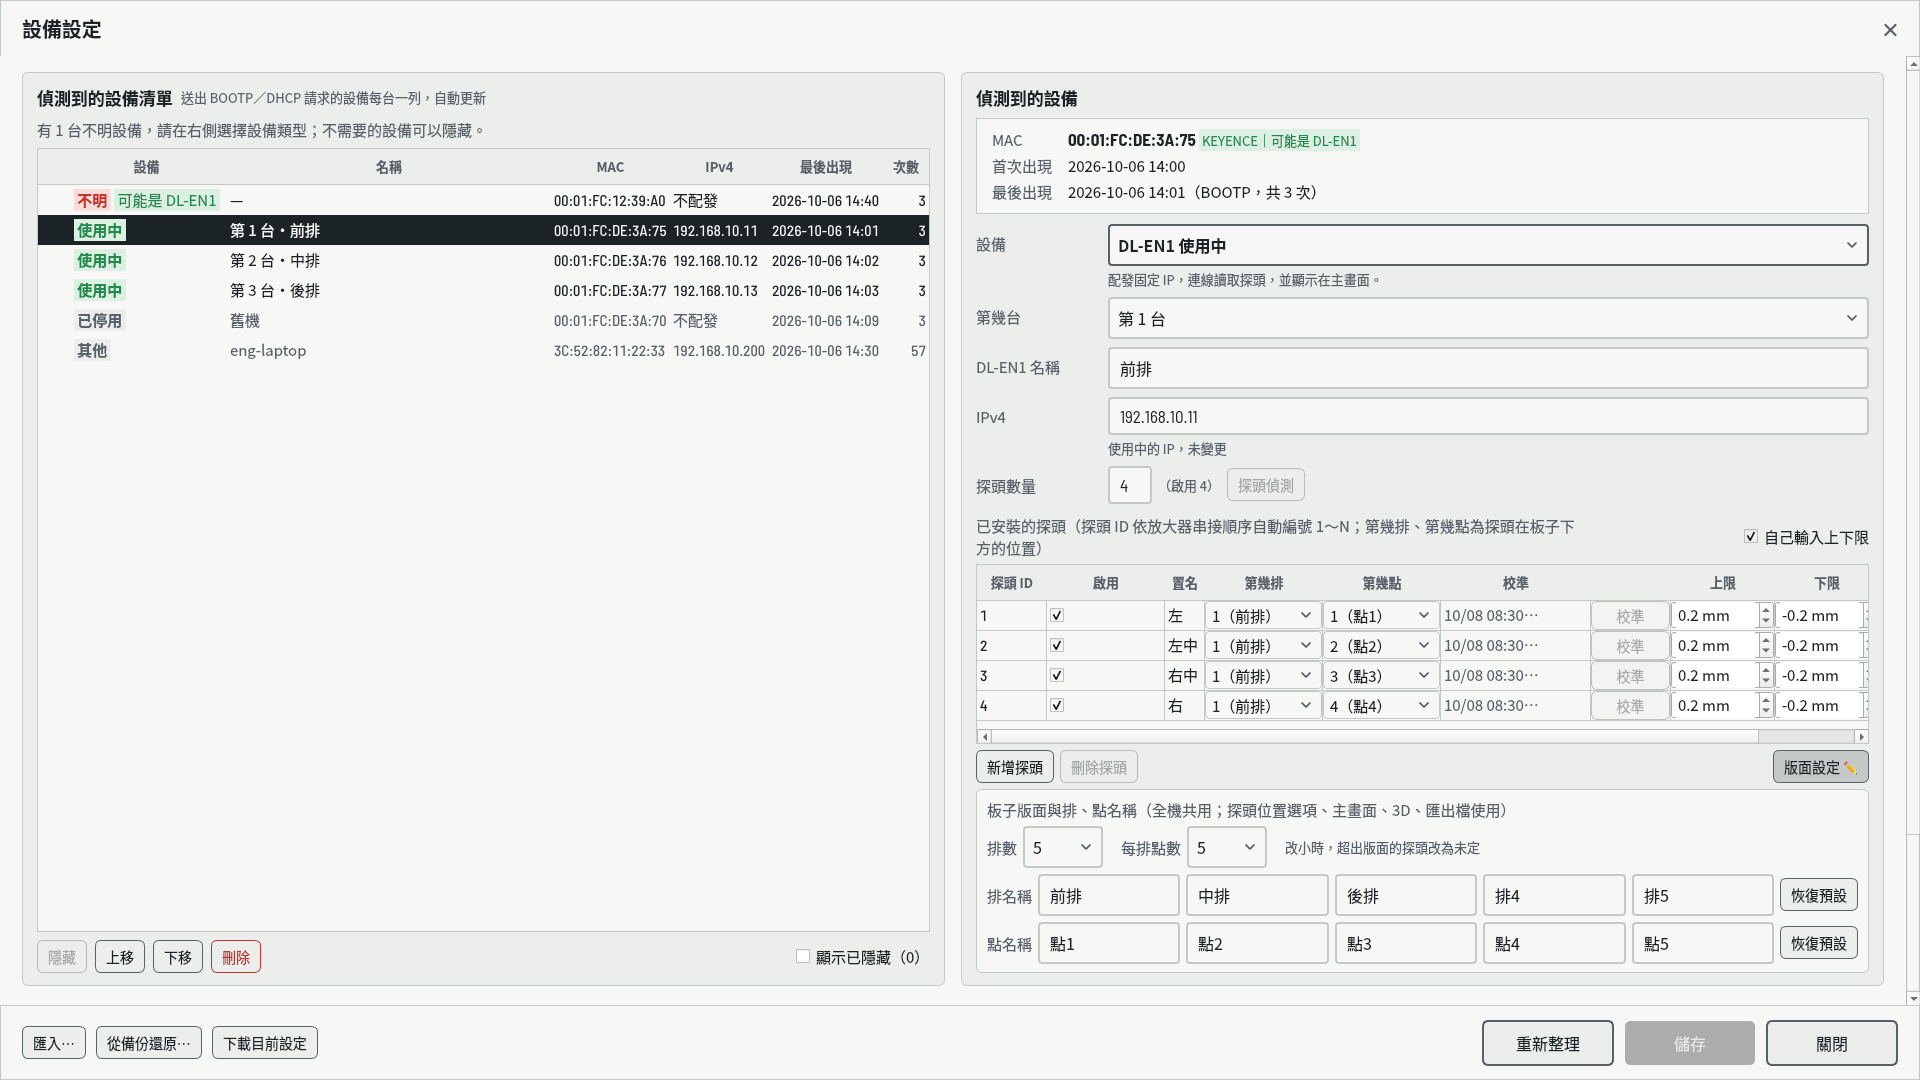 設備設定
偵測到的設備清單 送出 BOOTP／DHCP 請求的設備每台一列，自動更新
有 1 台不明設備，請在右側選擇設備類型；不需要的設備可以隱藏。
設備 名稱 MAC IPv4 最後出現 次數
不明 可能是 DL-EN1 — 00:01:FC:12:39:A0 不配發 2026-10-06 14:40 3
使用中 第 1 台・前排 00:01:FC:DE:3A:75 192.168.10.11 2026-10-06 14:01 3
使用中 第 2 台・中排 00:01:FC:DE:3A:76 192.168.10.12 2026-10-06 14:02 3
使用中 第 3 台・後排 00:01:FC:DE:3A:77 192.168.10.13 2026-10-06 14:03 3
已停用 舊機 00:01:FC:DE:3A:70 不配發 2026-10-06 14:09 3
其他 eng-laptop 3C:52:82:11:22:33 192.168.10.200 2026-10-06 14:30 57
隱藏 上移 下移 刪除 顯示已隱藏（0）
偵測到的設備
MAC 00:01:FC:DE:3A:75 KEYENCE｜可能是 DL-EN1
首次出現 2026-10-06 14:00
最後出現 2026-10-06 14:01（BOOTP，共 3 次）
設備 DL-EN1 使用中
配發固定 IP，連線讀取探頭，並顯示在主畫面。
第幾台 第 1 台
DL-EN1 名稱 前排
IPv4 192.168.10.11
使用中的 IP，未變更
探頭數量 4 （啟用 4） 探頭偵測
已安裝的探頭（探頭 ID 依放大器串接順序自動編號 1～N；第幾排、第幾點為探頭在板子下
方的位置）
自己輸入上下限
探頭 ID 啟用 置名 第幾排 第幾點 校準 上限 下限
1 左 1（前排） 1（點1） 10/08 08:30… 校準 0.2 mm -0.2 mm
2 左中 1（前排） 2（點2） 10/08 08:30… 校準 0.2 mm -0.2 mm
3 右中 1（前排） 3（點3） 10/08 08:30… 校準 0.2 mm -0.2 mm
4 右 1（前排） 4（點4） 10/08 08:30… 校準 0.2 mm -0.2 mm
新增探頭 刪除探頭 版面設定✏️
板子版面與排、點名稱（全機共用；探頭位置選項、主畫面、3D、匯出檔使用）
排數 5 每排點數 5 改小時，超出版面的探頭改為未定
排名稱 前排 中排 後排 排4 排5 恢復預設
點名稱 點1 點2 點3 點4 點5 恢復預設
匯入… 從備份還原… 下載目前設定 重新整理 儲存 關閉